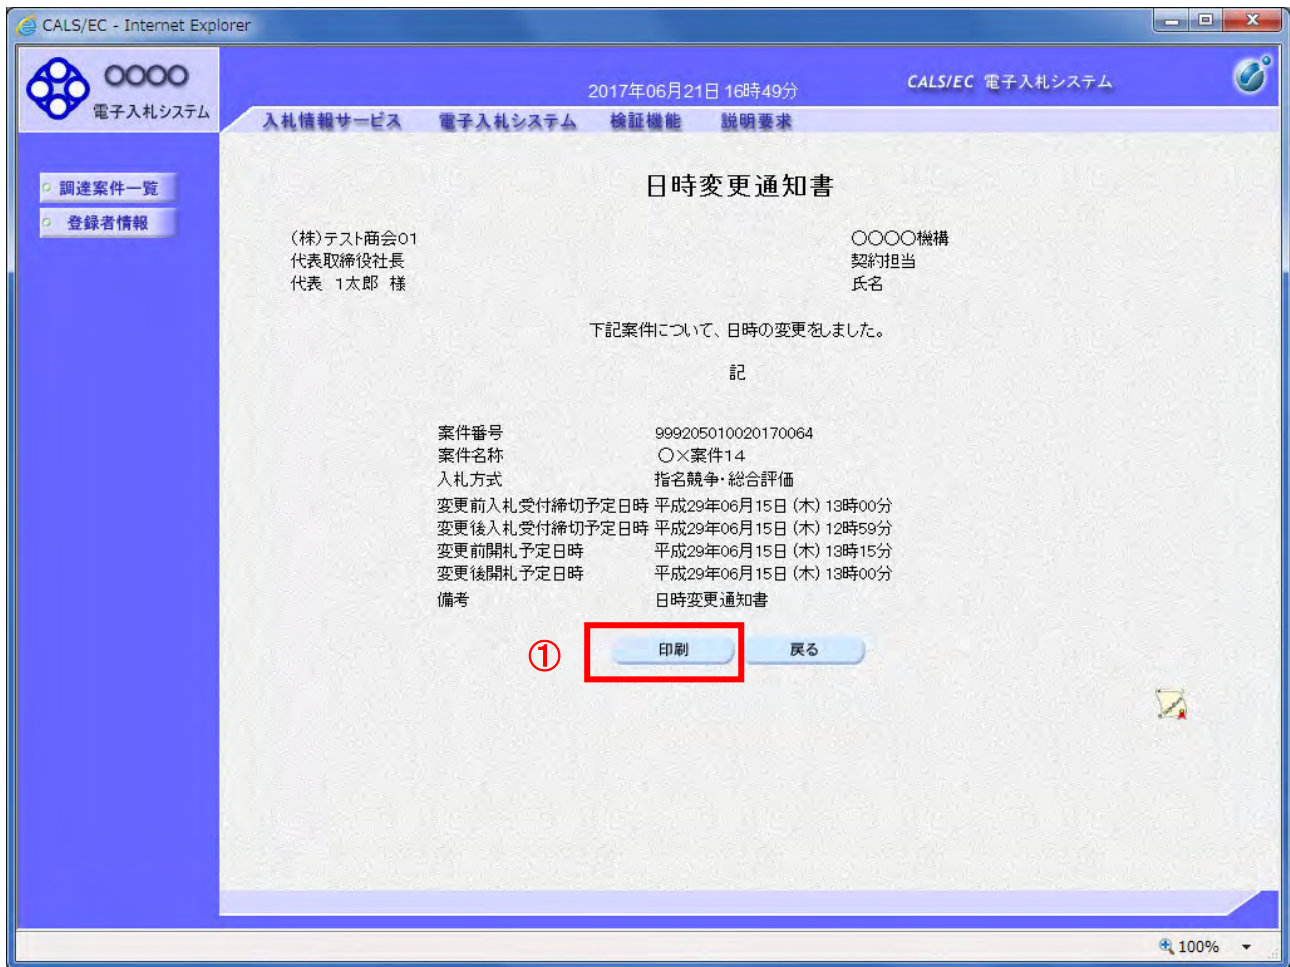 CALS/EC - Internet Explorer
〇〇〇〇
電子入札システム
2017年06月21日 16時49分
CALS/EC 電子入札システム
入札情報サービス 電子入札システム 検証機能 説明要求
調達案件一覧
登録者情報
日時変更通知書
(株)テスト商会01
代表取締役社長
代表 1太郎 様
〇〇〇〇機構
契約担当
氏名
下記案件について、日時の変更をしました。
記
案件番号 999205010020170064
案件名称 〇×案件14
入札方式 指名競争・総合評価
変更前入札受付締切予定日時 平成29年06月15日 (木) 13時00分
変更後入札受付締切予定日時 平成29年06月15日 (木) 12時59分
変更前開札予定日時 平成29年06月15日 (木) 13時15分
変更後開札予定日時 平成29年06月15日 (木) 13時00分
備考 日時変更通知書
① 印刷 戻る
100%